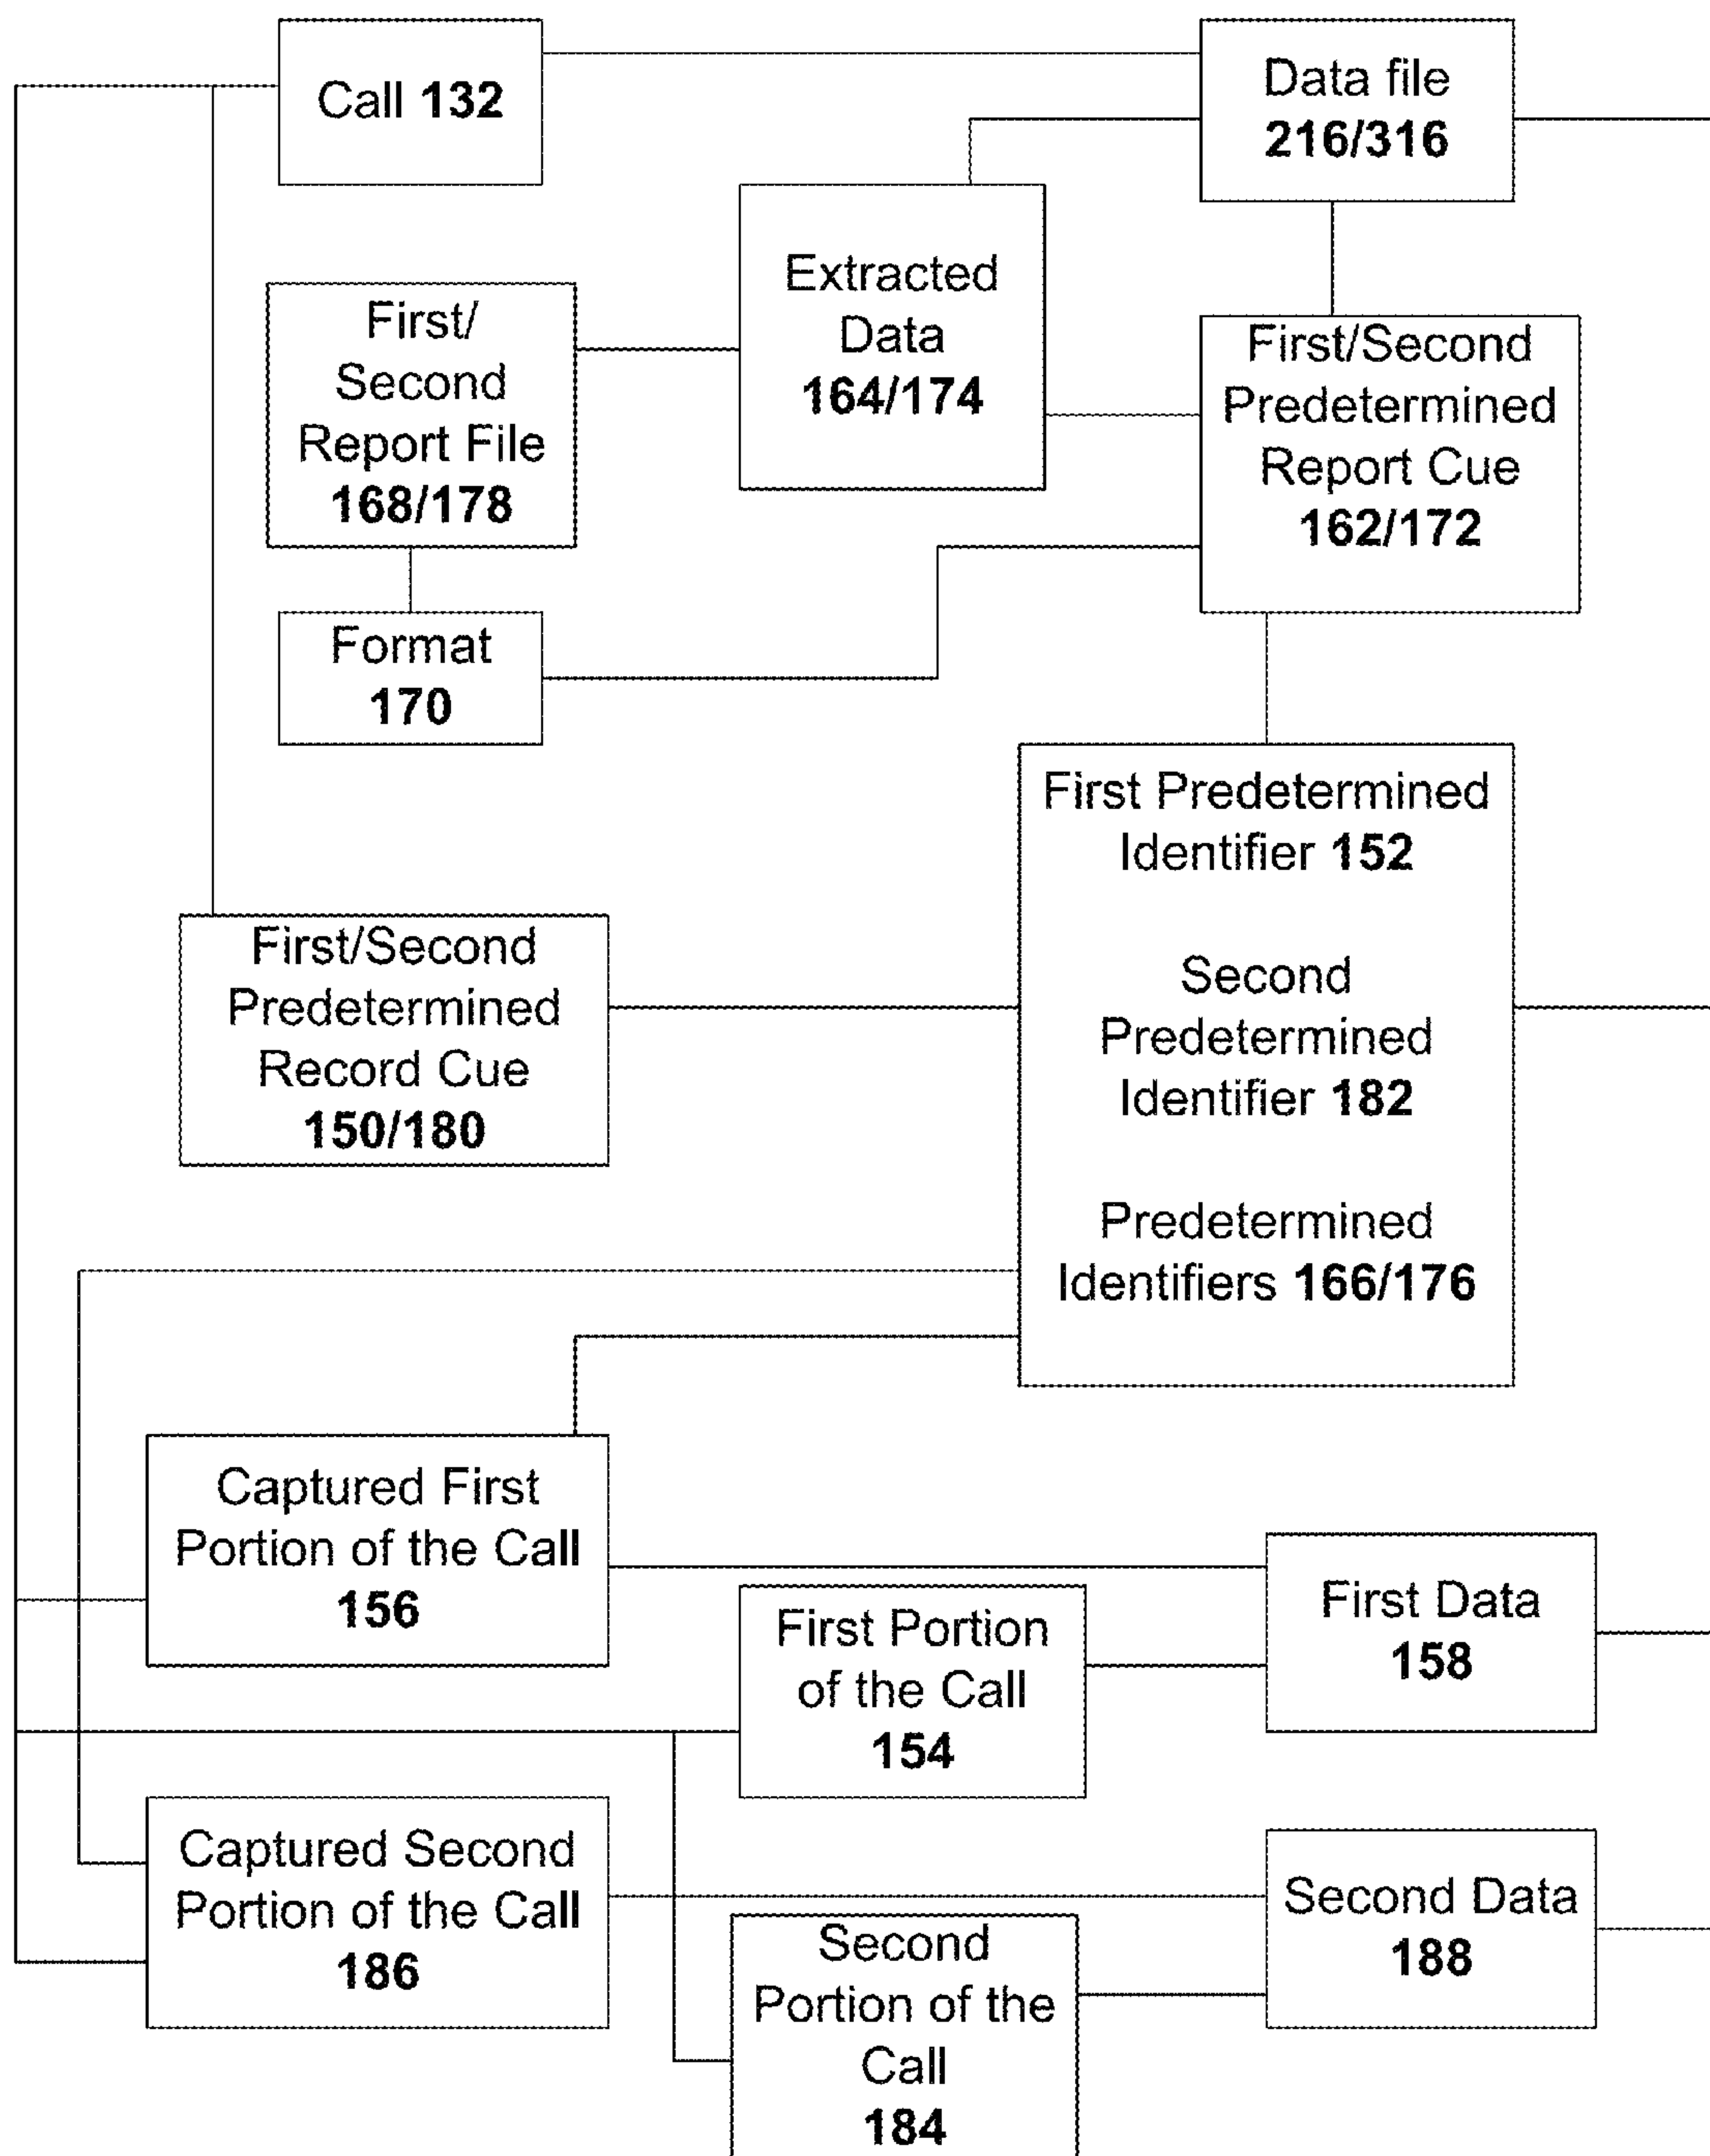 Call 132
Data file
216/316
Extracted
Data
164/174
First/
Second
Report File
168/178
First/Second
Predetermined
Report Cue
162/172
Format
170
First Predetermined
Identifier 152
Second
Predetermined
Identifier 182
Predetermined
Identifiers 166/176
First/Second
Predetermined
Record Cue
150/180
Captured First
Portion of the Call
156
First Portion
of the Call
154
First Data
158
Captured Second
Portion of the Call
186
Second
Portion of the
Call
184
Second Data
188